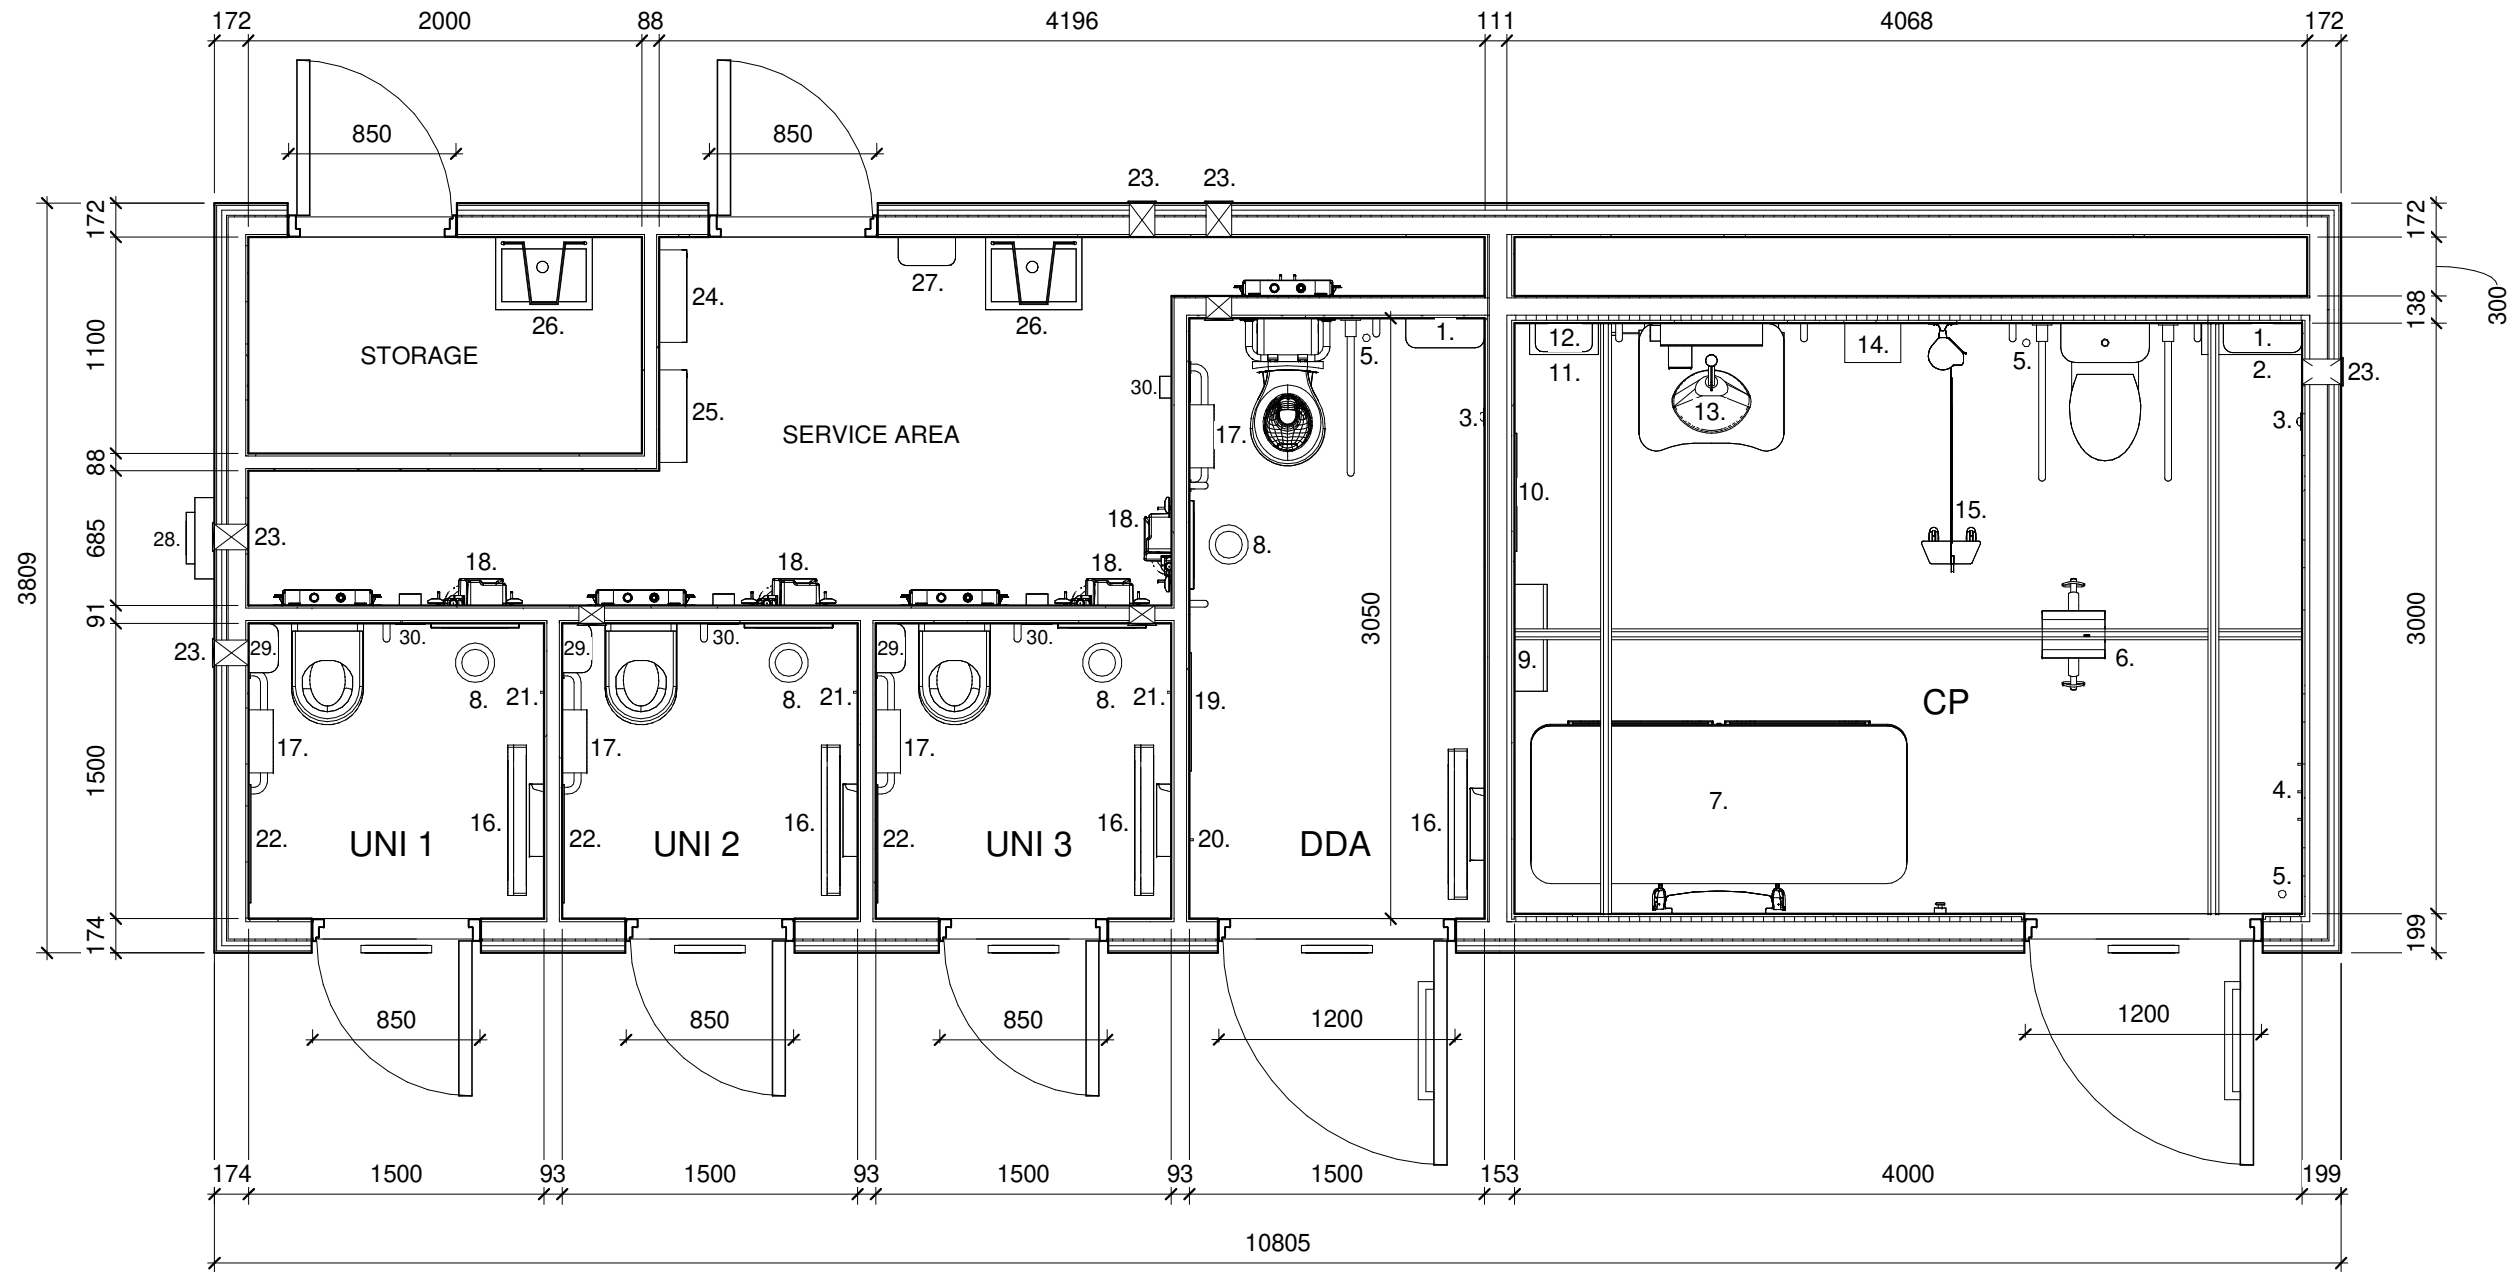 172 2000 88 4196 111 4068 172
850 850
23. 23.
172 172
27. 24. 26. 26.
300
138
1100 STORAGE 5. 1. 12. 14. 5. 1.
30. 11. 2. 23.
25. SERVICE AREA 17. 3. 13. 3.
88
3809 685 28. 23. 18. 18. 18. 18. 8. 10. 15.
91 3050 3000
23. 29. 30. 29. 30. 29. 30. 9. 6.
8. 21. 8. 21. 8. 21. 19. CP
1500 17. 17. 17. 7. 4.
22. UNI 1 16. 22. UNI 2 16. 22. UNI 3 16. 20. DDA 16.
5.
174 199
850 850 850 1200 1200
174 1500 93 1500 93 1500 93 1500 153 4000 199
10805